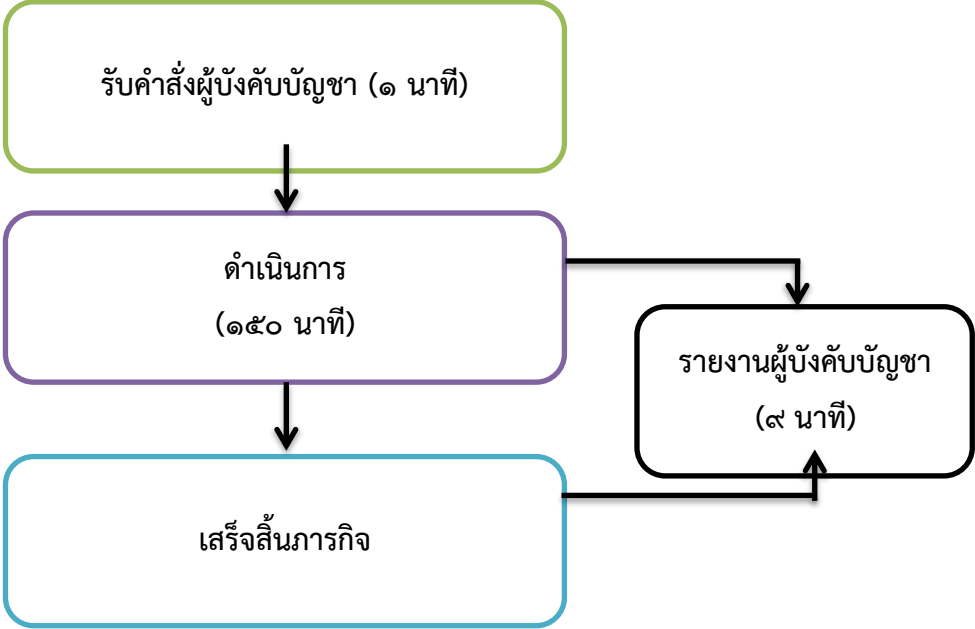 รับคำสั่งผู้บังคับบัญชา (๑ นาที)
ดำเนินการ
(๑๕๐ นาที)
รายงานผู้บังคับบัญชา
(๙ นาที)
เสร็จสิ้นภารกิจ